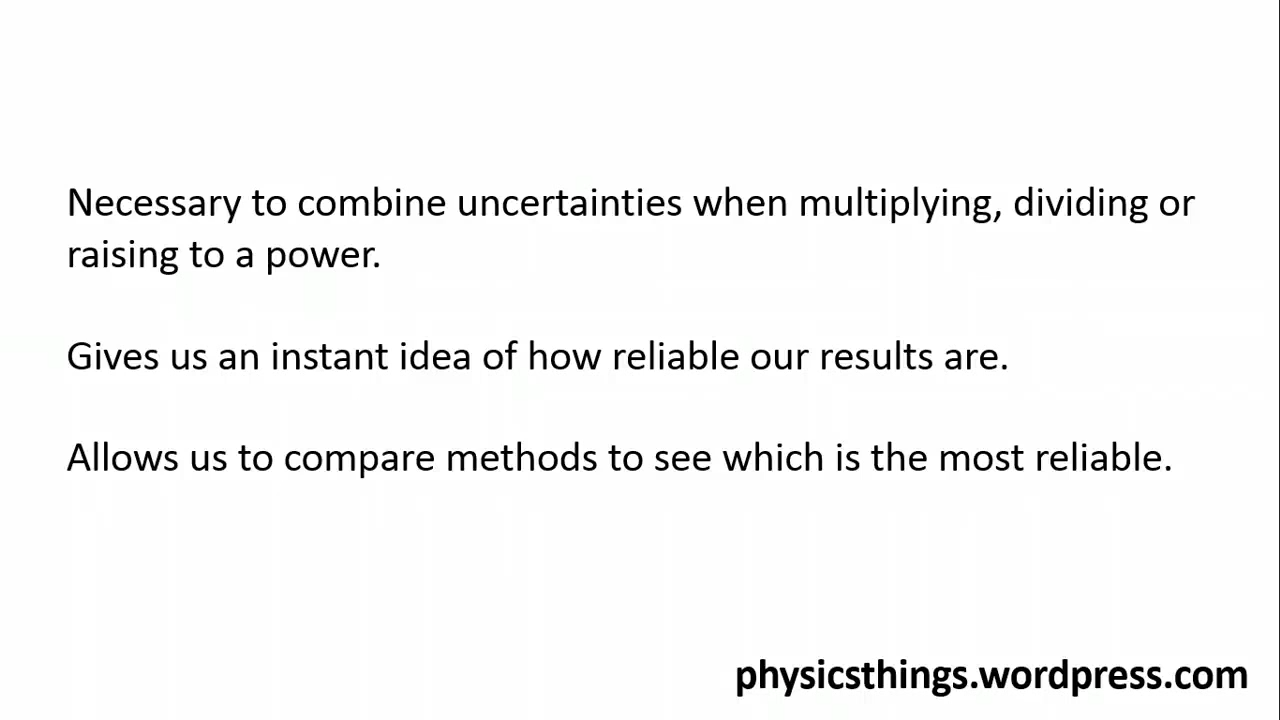 Necessary to combine uncertainties when multiplying, dividing or
raising to a power.
Gives us an instant idea of how reliable our results are.
Allows us to compare methods to see which is the most reliable.
physicsthings.wordpress.com